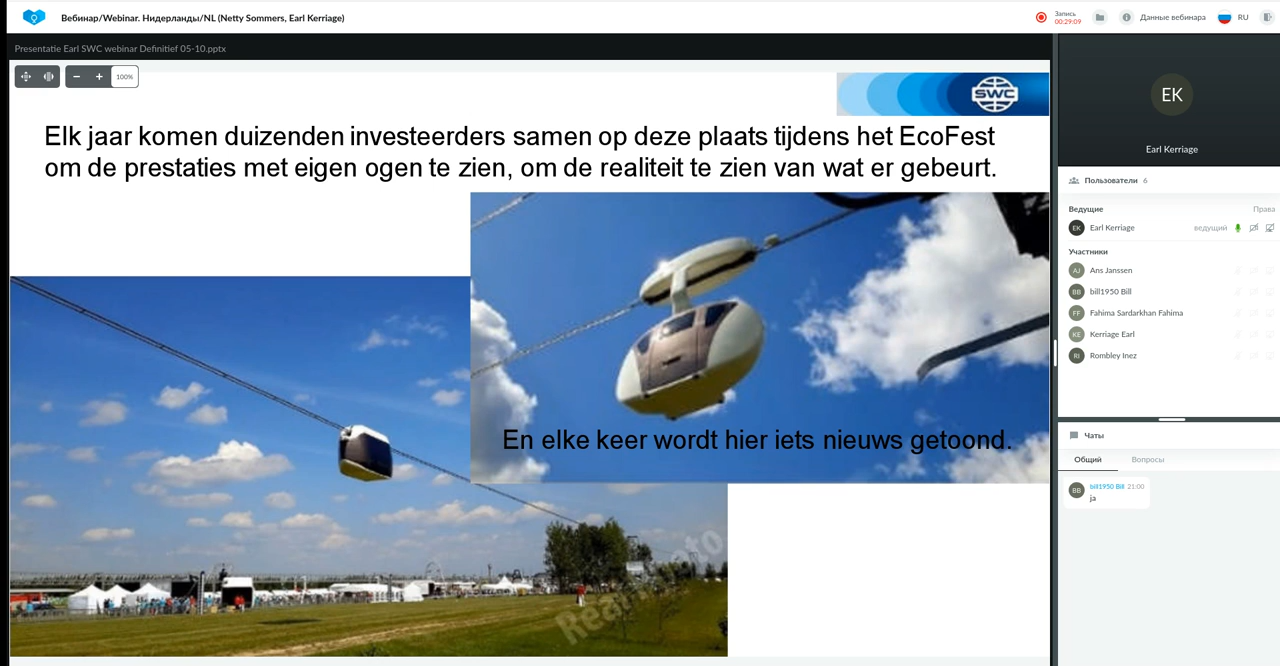 Вебинар/Webinar. Нидерланды/NL (Netty Sommers, Earl Kerriage)
Запись
00:29:09
Данные вебинара
RU
Presentatie Earl SWC webinar Definitief 05-10.pptx
100%
SWC
Elk jaar komen duizenden investeerders samen op deze plaats tijdens het EcoFest
om de prestaties met eigen ogen te zien, om de realiteit te zien van wat er gebeurt.
En elke keer wordt hier iets nieuws getoond.
EK
Earl Kerriage
Пользователи 6
Ведущие Права
EK Earl Kerriage ведущий
Участники
AJ Ans Janssen
BB bill1950 Bill
FF Fahima Sardarkhan Fahima
KE Kerriage Earl
RI Rombley Inez
Чаты
Общий Вопросы
BB bill1950 Bill 21:00
ja